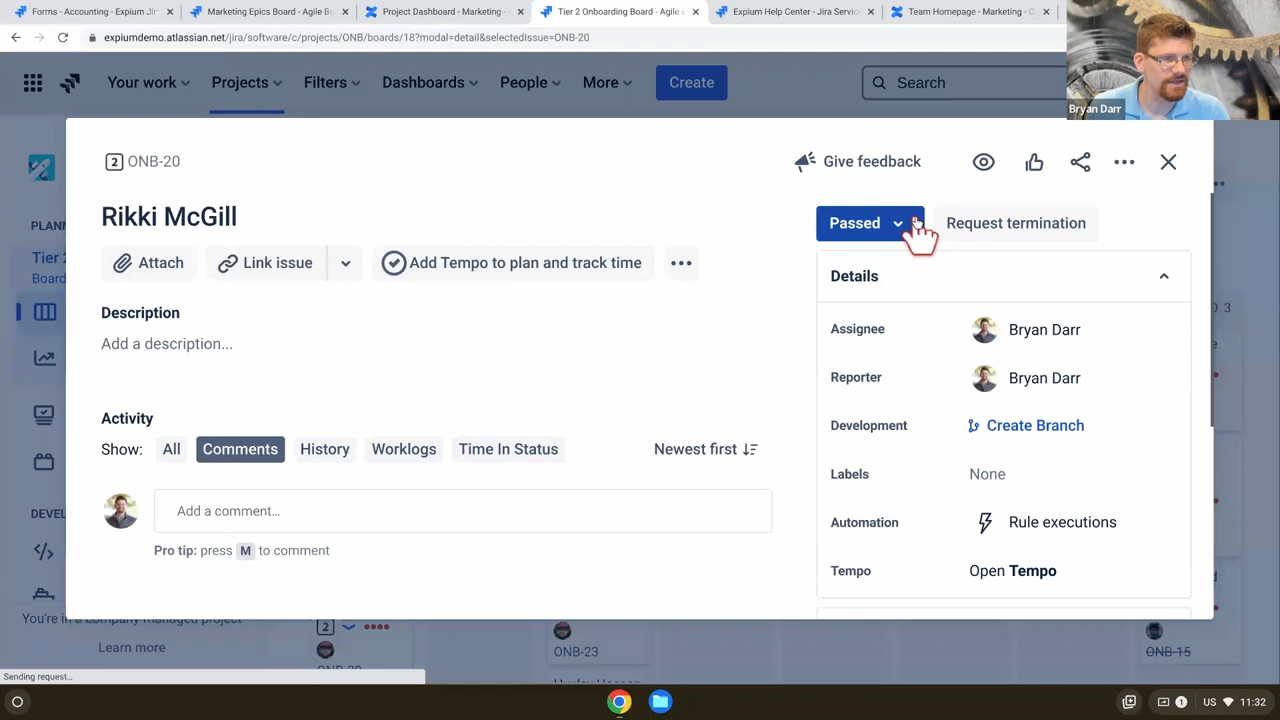 Forms - Accounting - Expium Jir
Marketing Epics Board - Agile Bo
Project Dashboard - Marketing -
Tier 2 Onboarding Board - Agile
Expium Help Center - Jira Servic
Team Homepage - Marketing - C
expiumdemo.atlassian.net/jira/software/c/projects/ONB/boards/18?modal=detail&selectedIssue=ONB-20
Your work
Projects
Filters
Dashboards
People
More
Create
Search
Bryan Darr
2 ONB-20
Give feedback
Rikki McGill
Passed
Request termination
Attach
Link issue
Add Tempo to plan and track time
Details
Description
Add a description...
Assignee
Bryan Darr
Reporter
Bryan Darr
Development
Create Branch
Labels
None
Automation
Rule executions
Tempo
Open Tempo
Activity
Show:
All
Comments
History
Worklogs
Time In Status
Newest first
Add a comment…
Pro tip: press M to comment
PLANN
Tier 2
Board
DEVEL
You're in a company-managed project
Learn more
2
ONB-23
ONB-15
Sending request...
1
US
11:32